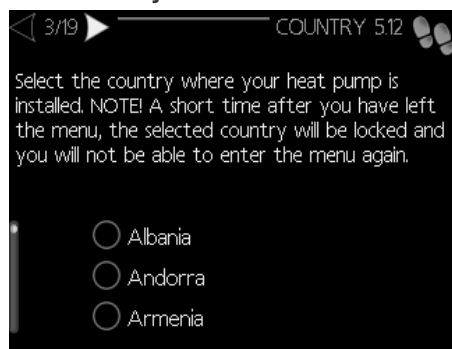 3/19
COUNTRY 5.12
Select the country where your heat pump is
installed. NOTE! A short time after you have left
the menu, the selected country will be locked and
you will not be able to enter the menu again.
Albania
Andorra
Armenia